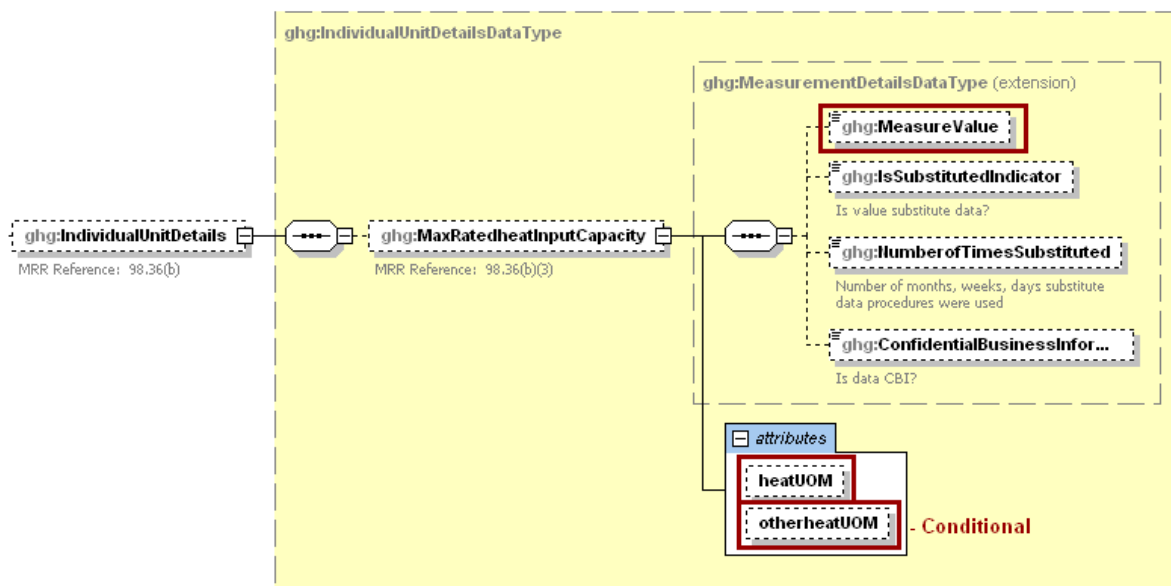 ghg:IndividualUnitDetailsDataType
ghg:MeasurementDetailsDataType (extension)
ghg:MeasureValue
ghg:IsSubstitutedIndicator
Is value substitute data?
ghg:IndividualUnitDetails
MRR Reference: 98.36(b)
ghg:MaxRatedheatInputCapacity
MRR Reference: 98.36(b)(3)
ghg:NumberofTimesSubstituted
Number of months, weeks, days substitute
data procedures were used
ghg:ConfidentialBusinessInfor...
Is data CBI?
attributes
heatUOM
otherheatUOM
- Conditional